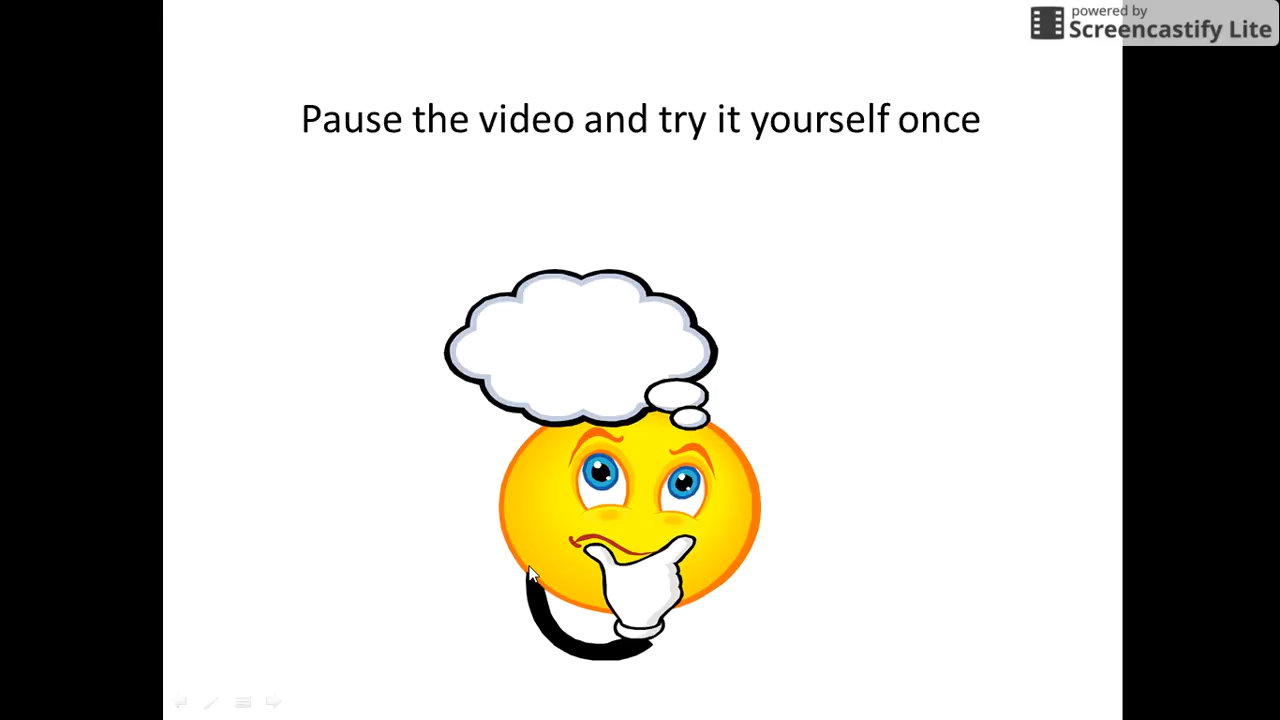 powered by
Screencastify Lite
Pause the video and try it yourself once